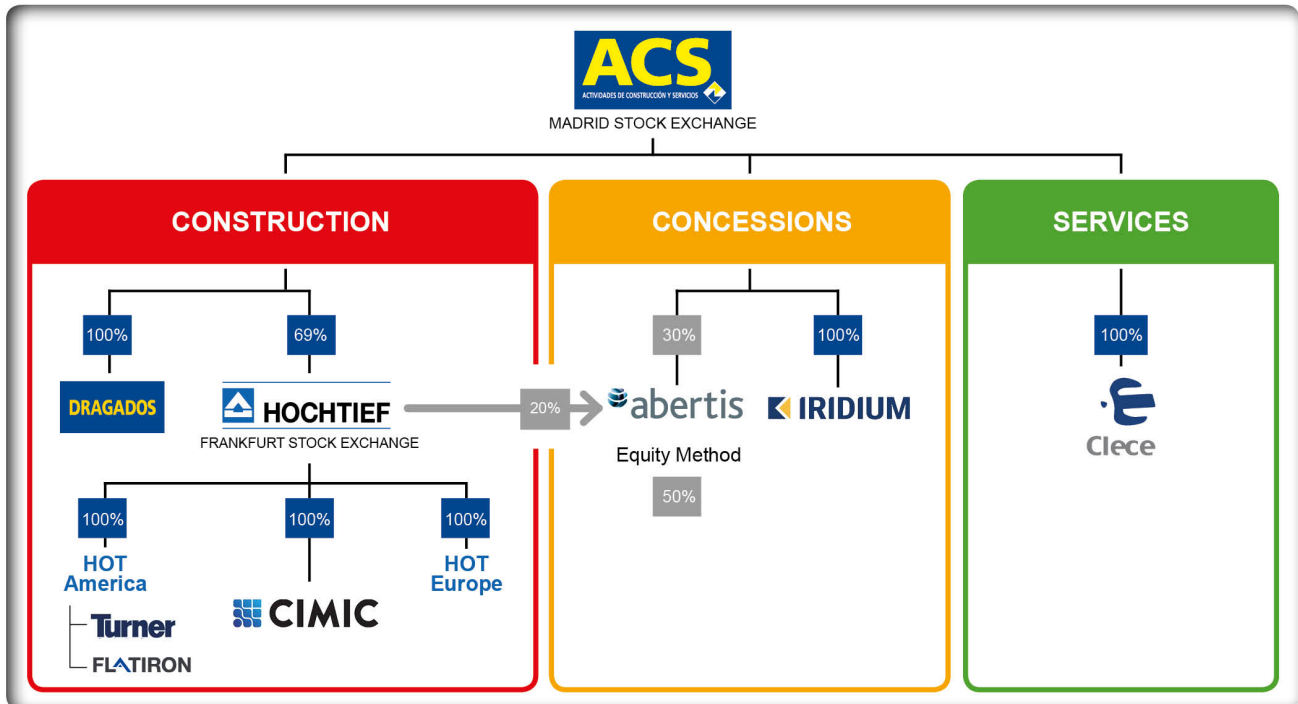 ACS
ACTIVIDADES DE CONSTRUCCIÓN Y SERVICIOS
MADRID STOCK EXCHANGE
CONSTRUCTION
CONCESSIONS
SERVICES
100%
69%
30%
100%
100%
DRAGADOS
HOCHTIEF
20%
abertis
IRIDIUM
Clece
FRANKFURT STOCK EXCHANGE
Equity Method
50%
100%
100%
100%
HOT
America
HOT
Europe
CIMIC
Turner
FLATIRON